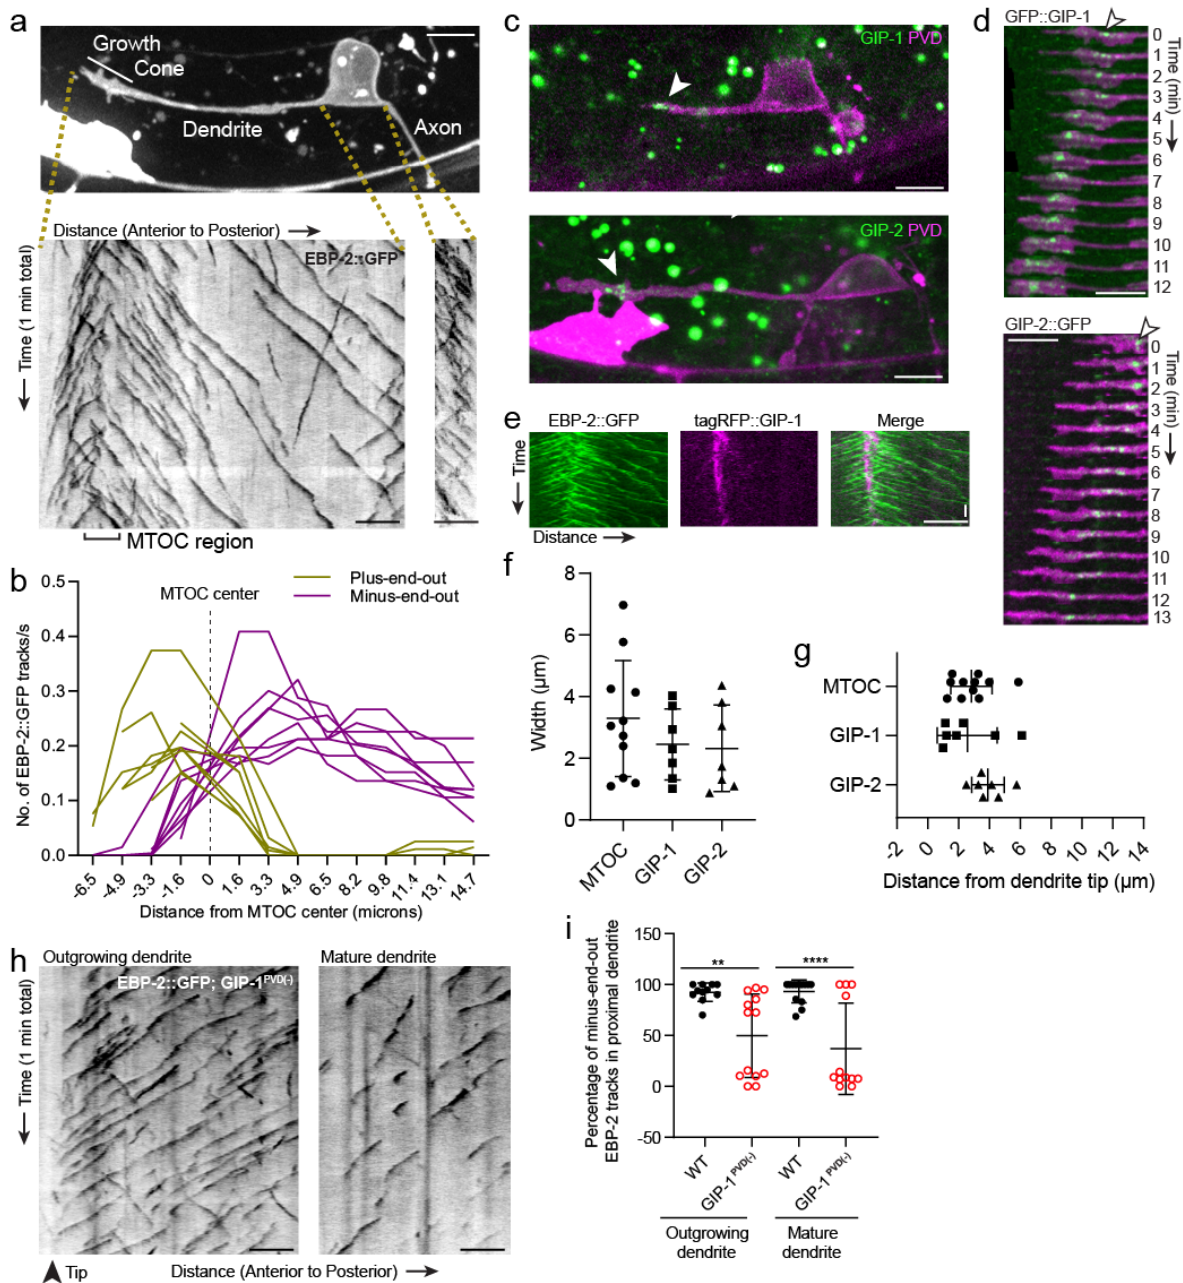 a
Growth
Cone
Dendrite
Axon
Distance (Anterior to Posterior)
Time (1 min total)
EBP-2::GFP
MTOC region
b
No. of EBP-2::GFP tracks/s
0.5
0.4
0.3
0.2
0.1
0.0
MTOC center
Plus-end-out
Minus-end-out
-6.5 -4.9 -3.3 -1.6 0 1.6 3.3 4.9 6.5 8.2 9.8 11.4 13.1 14.7
Distance from MTOC center (microns)
c
GIP-1 PVD
GIP-2 PVD
d
GFP::GIP-1
Time (min)
0
1
2
3
4
5
6
7
8
9
10
11
12
GIP-2::GFP
Time (min)
0
1
2
3
4
5
6
7
8
9
10
11
12
13
e
EBP-2::GFP
tagRFP::GIP-1
Merge
Time
Distance
f
Width (µm)
8
6
4
2
0
MTOC
GIP-1
GIP-2
g
MTOC
GIP-1
GIP-2
-2 0 2 4 6 8 10 12 14
Distance from dendrite tip (µm)
h
Outgrowing dendrite
Mature dendrite
EBP-2::GFP; GIP-1PVD(-)
Time (1 min total)
Tip
Distance (Anterior to Posterior)
i
Percentage of minus-end-out
EBP-2 tracks in proximal dendrite
150
100
50
0
-50
**
****
WT
GIP-1PVD(-)
WT
GIP-1PVD(-)
Outgrowing
dendrite
Mature
dendrite